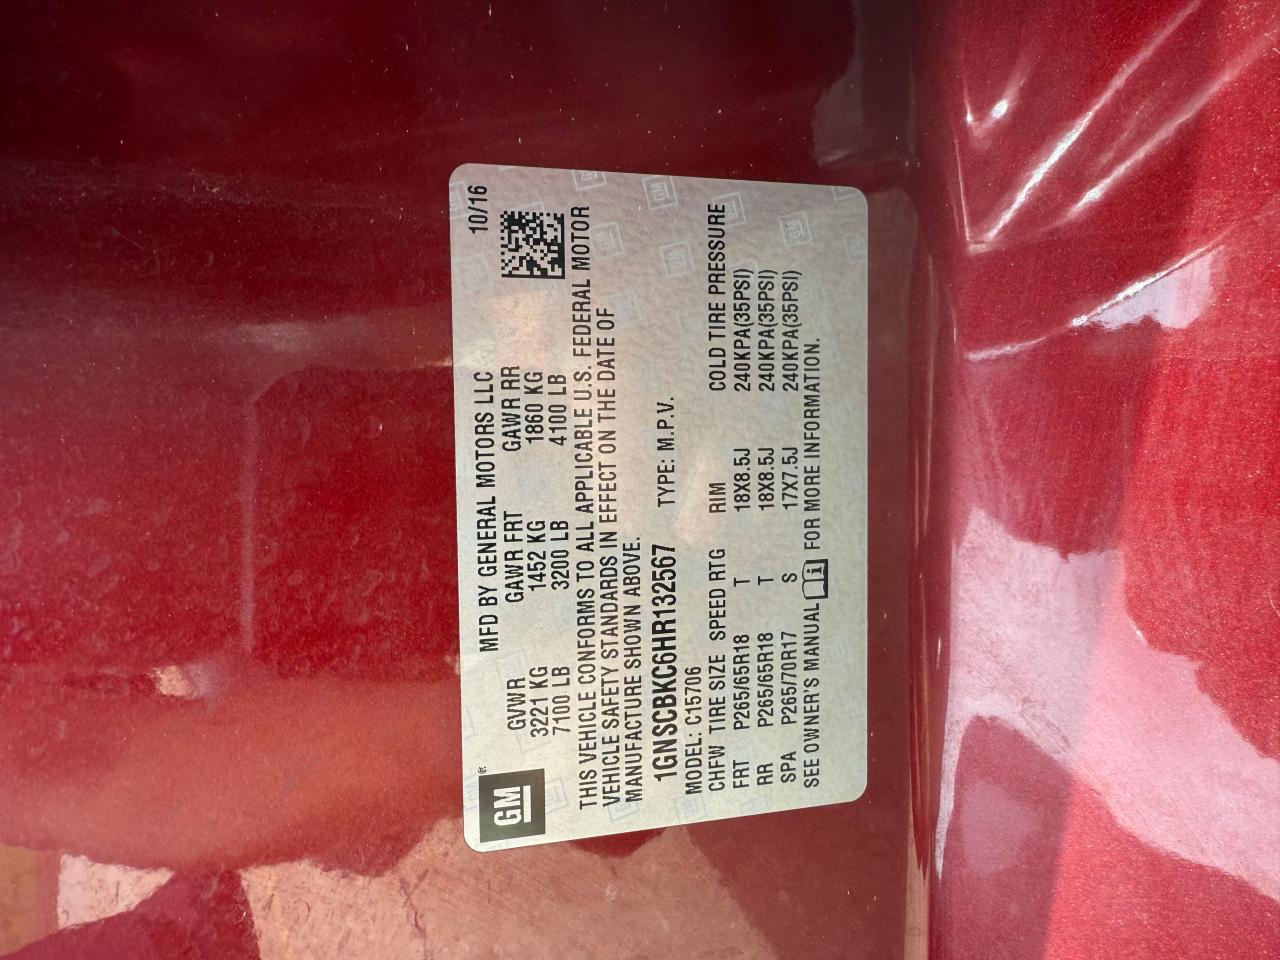 GM ® MFD BY GENERAL MOTORS LLC 10/16
GVWR GAWR FRT GAWR RR
3221 KG 1452 KG 1860 KG
7100 LB 3200 LB 4100 LB
THIS VEHICLE CONFORMS TO ALL APPLICABLE U.S. FEDERAL MOTOR
VEHICLE SAFETY STANDARDS IN EFFECT ON THE DATE OF
MANUFACTURE SHOWN ABOVE.
1GNSCBKC6HR132567 TYPE: M.P.V.
MODEL: C15706
CHFW TIRE SIZE SPEED RTG RIM COLD TIRE PRESSURE
FRT P265/65R18 T 18X8.5J 240KPA(35PSI)
RR P265/65R18 T 18X8.5J 240KPA(35PSI)
SPA P265/70R17 S 17X7.5J 240KPA(35PSI)
SEE OWNER'S MANUAL i FOR MORE INFORMATION.